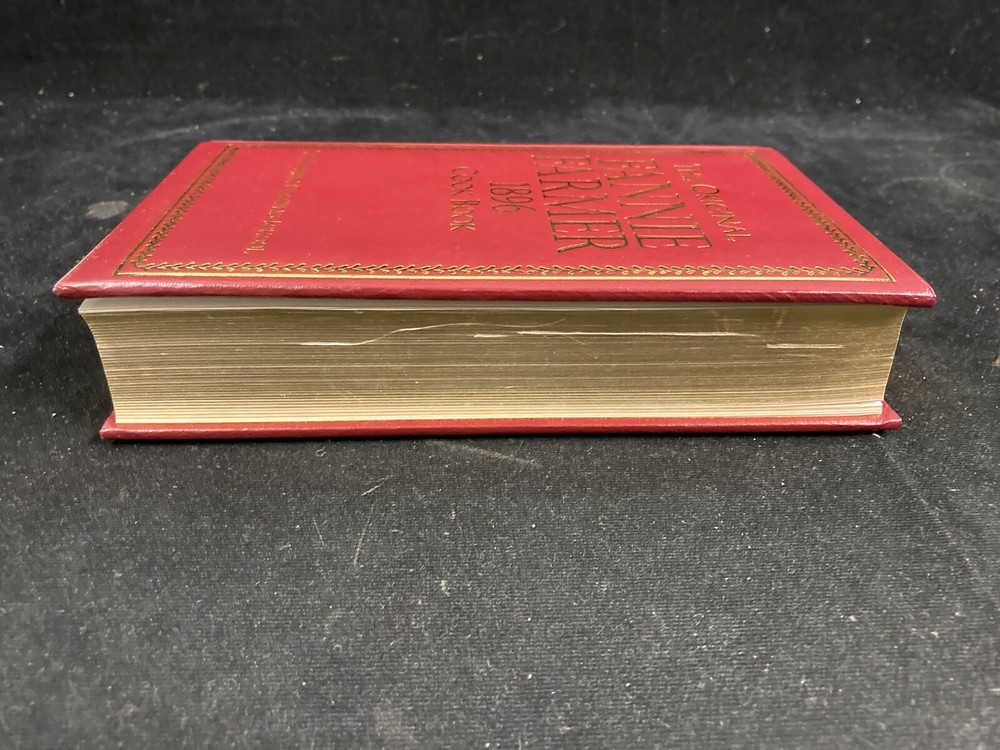 The Original
FANNIE
FARMER
1896
Cook Book